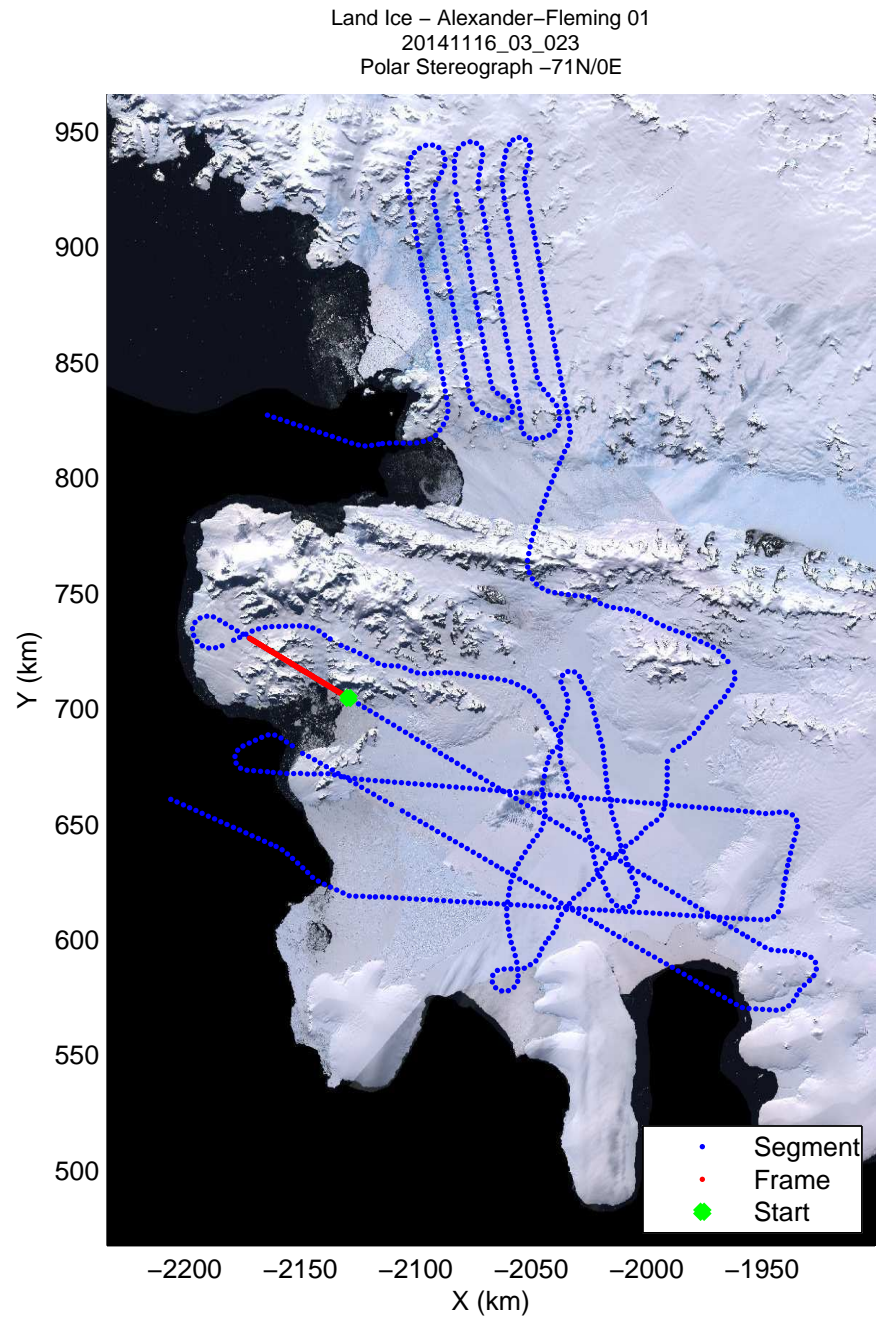 Land Ice − Alexander−Fleming 01
20141116_03_023
Polar Stereograph −71N/0E
950
900
850
800
750
700
650
600
550
500
Y (km)
Segment
Frame
Start
−2200
−2150
−2100
−2050
−2000
−1950
X (km)